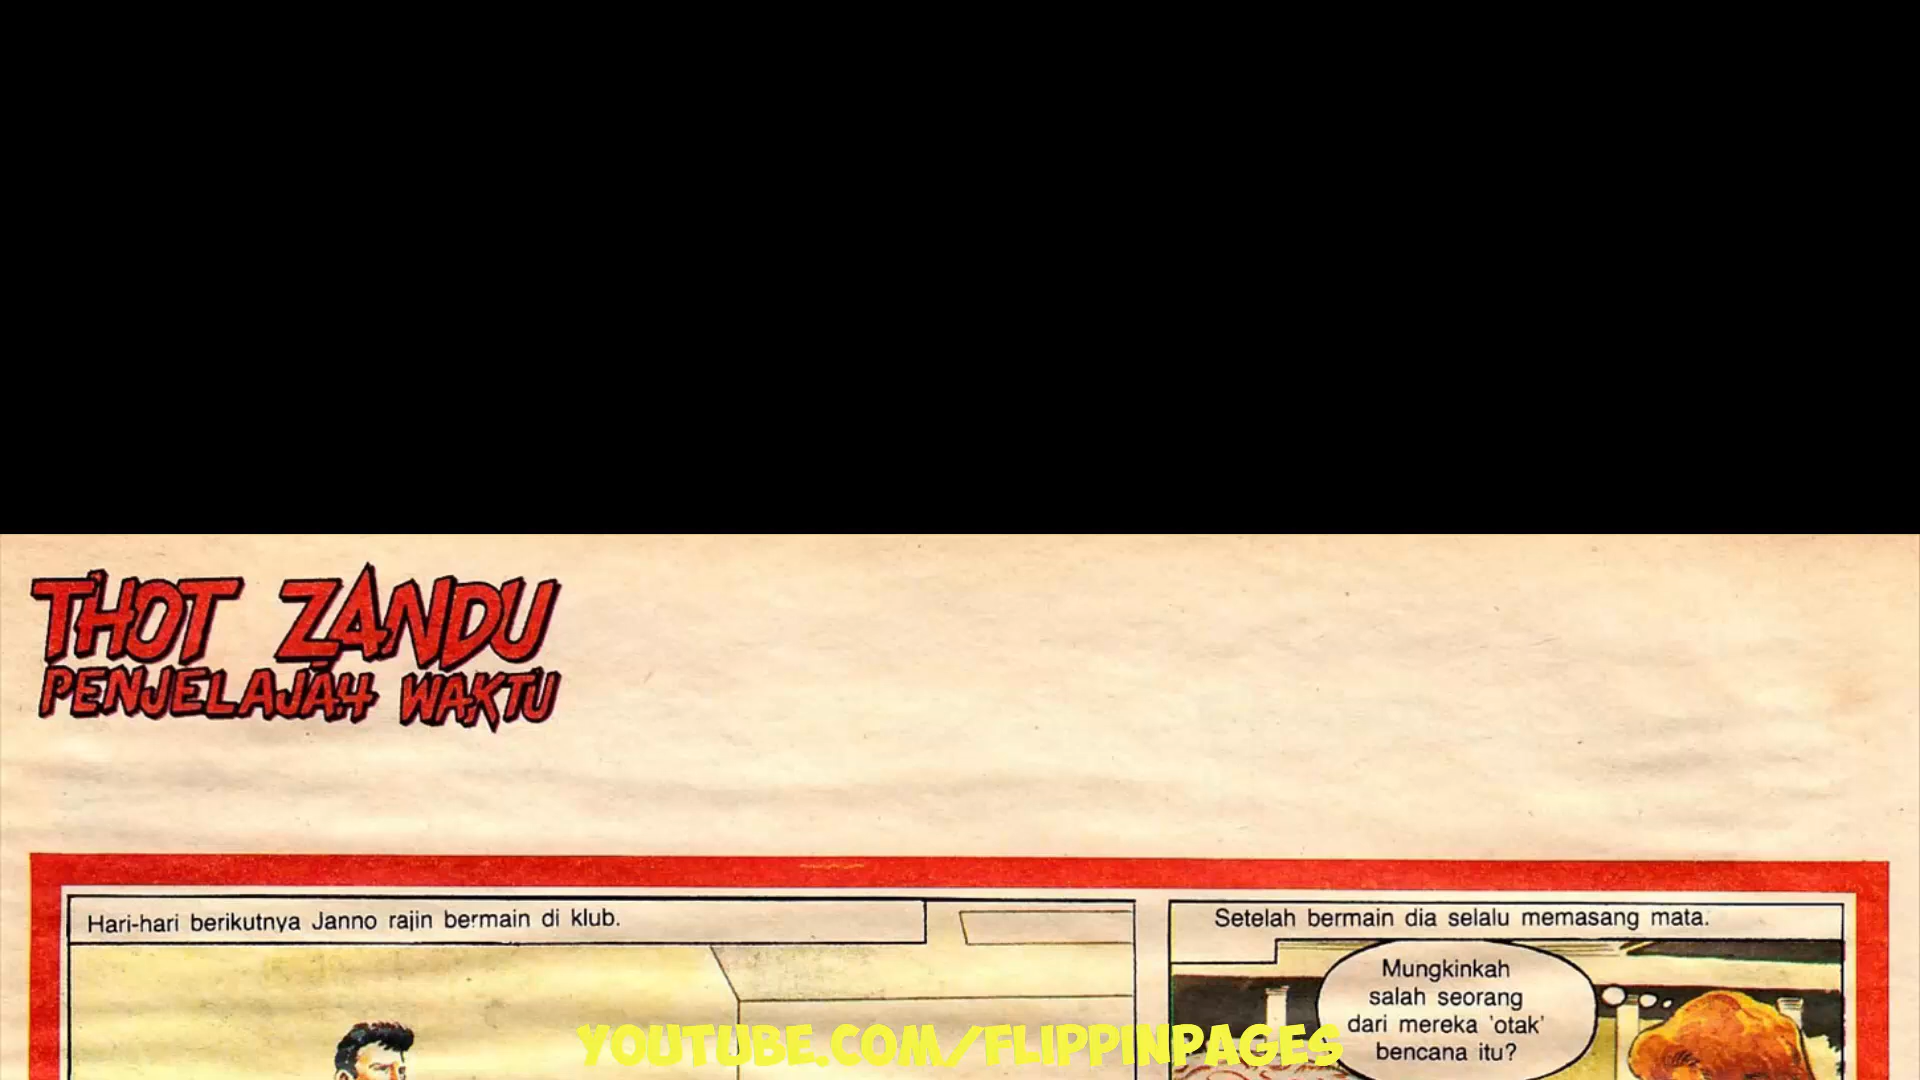 THOT ZANDU
PENJELAJAH WAKTU
Hari-hari berikutnya Janno rajin bermain di klub.
Setelah bermain dia selalu memasang mata.
Mungkinkah
salah seorang
dari mereka 'otak'
bencana itu?
YOUTUBE.COM/FLIPPINPAGES